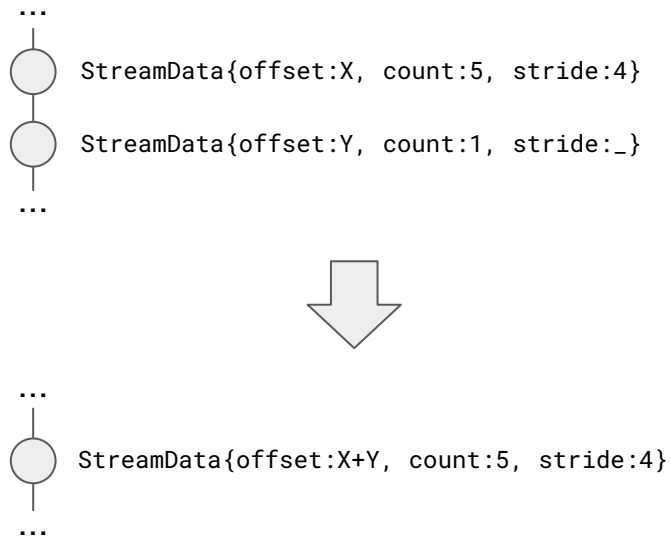 ...
StreamData{offset:X, count:5, stride:4}
StreamData{offset:Y, count:1, stride:_}
...
...
StreamData{offset:X+Y, count:5, stride:4}
...